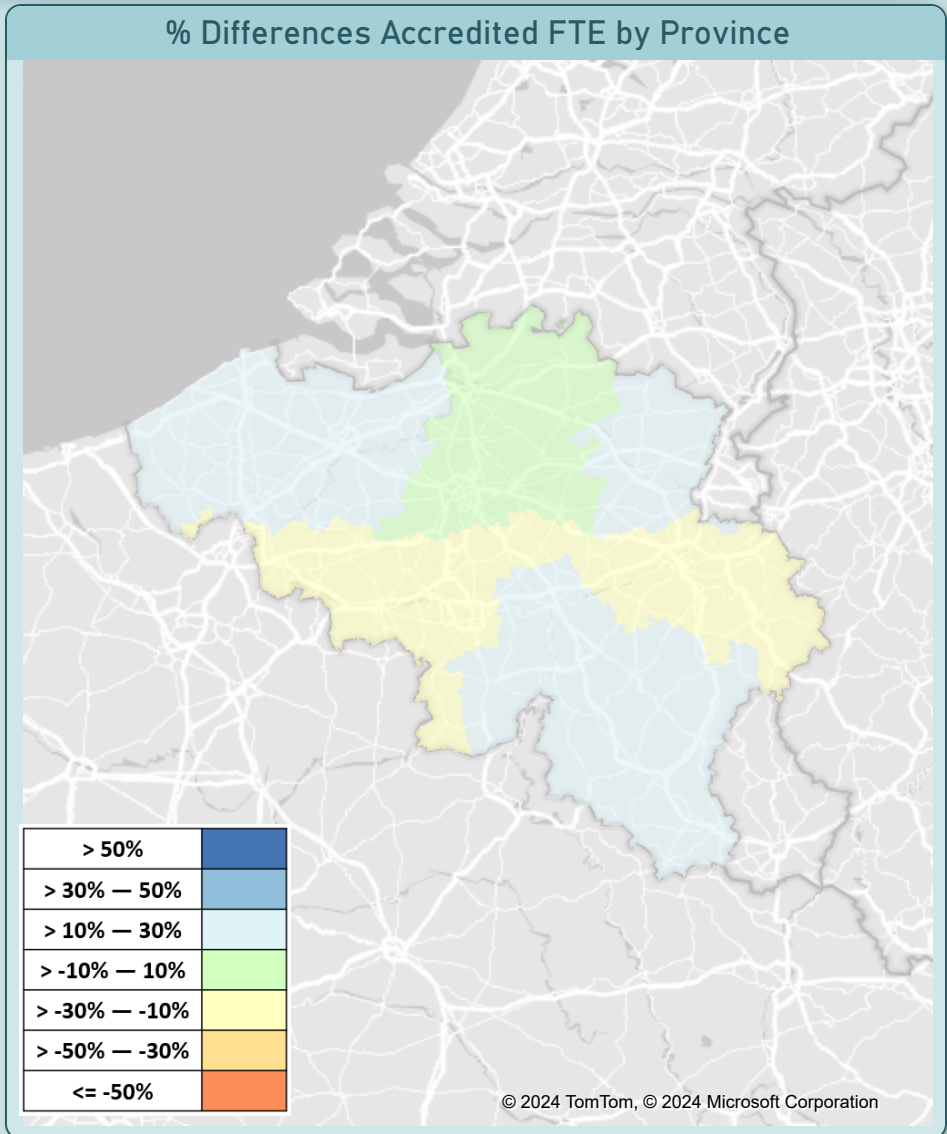 % Differences Accredited FTE by Province
> 50%
> 30% — 50%
> 10% — 30%
> -10% — 10%
> -30% — -10%
> -50% — -30%
<= -50%
© 2024 TomTom, © 2024 Microsoft Corporation